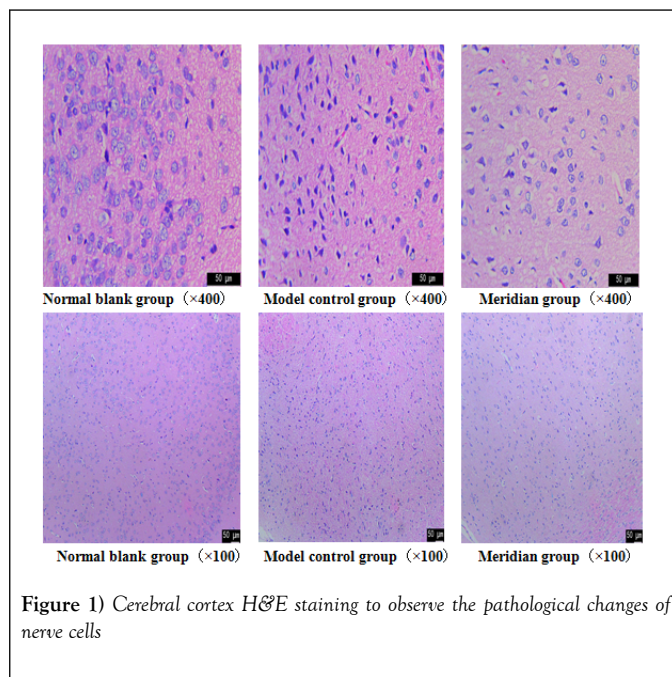 50 μm 50 μm 50 μm
Normal blank group（×400） Model control group（×400） Meridian group（×400）
50 μm 50 μm 50 μm
Normal blank group（×100） Model control group（×100） Meridian group（×100）
Figure 1) Cerebral cortex H&E staining to observe the pathological changes of
nerve cells